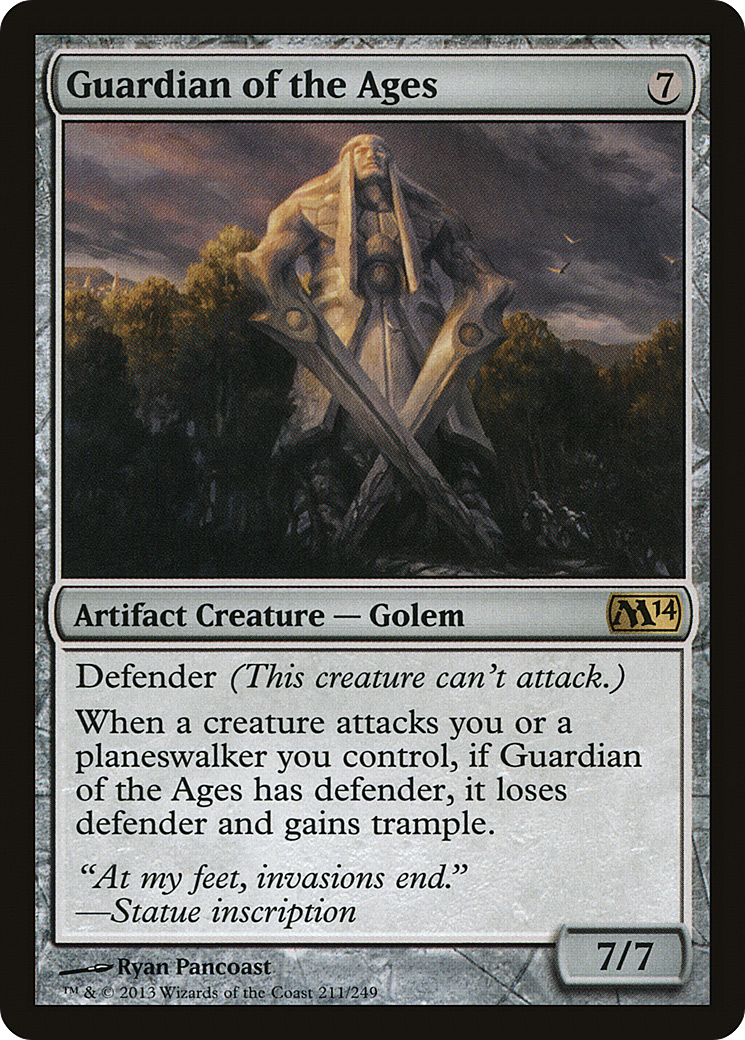 Guardian of the Ages
7
Artifact Creature — Golem
M14
Defender (This creature can't attack.)
When a creature attacks you or a
planeswalker you control, if Guardian
of the Ages has defender, it loses
defender and gains trample.
“At my feet, invasions end.”
—Statue inscription
7/7
Ryan Pancoast
™ & © 2013 Wizards of the Coast 211/249